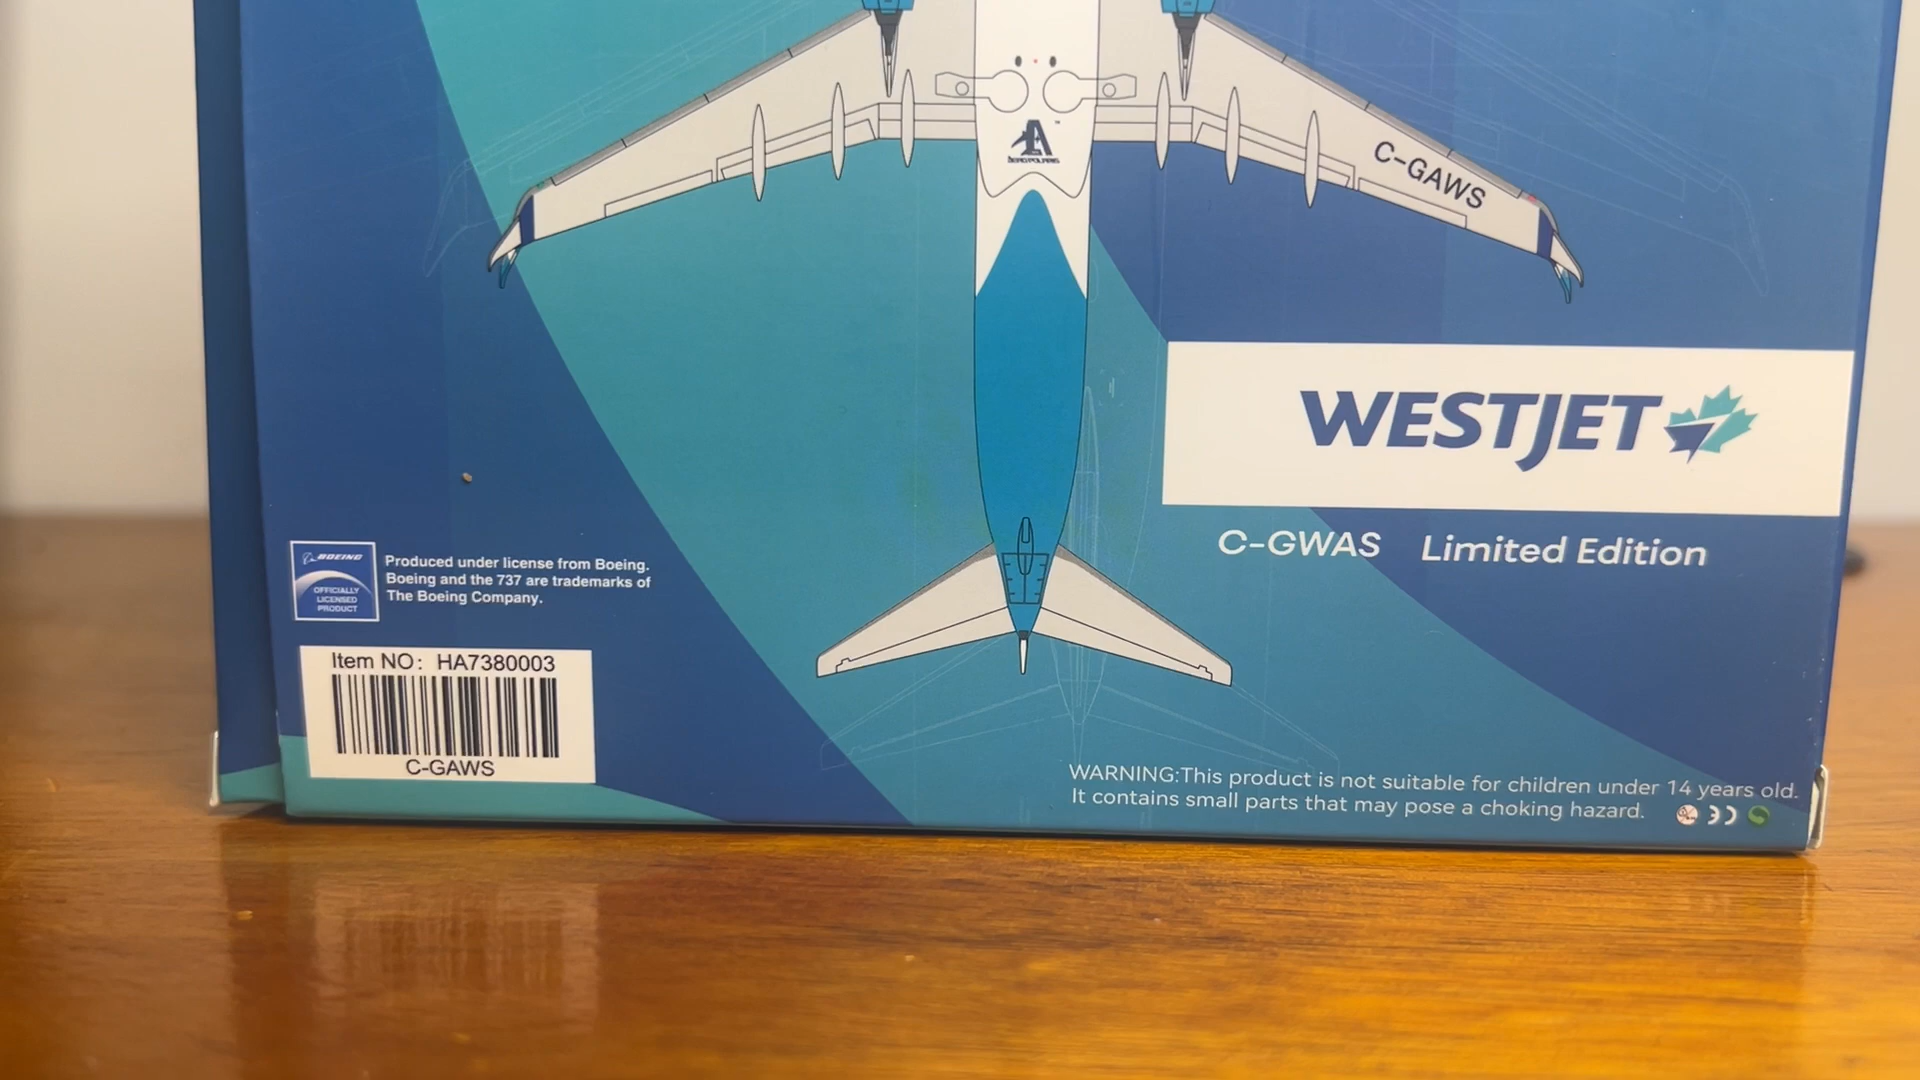 AEROPOLARIS
C-GAWS
WESTJET
C-GWAS Limited Edition
BOEING
OFFICIALLY
LICENSED
PRODUCT
Produced under license from Boeing.
Boeing and the 737 are trademarks of
The Boeing Company.
Item NO: HA7380003
C-GAWS
WARNING:This product is not suitable for children under 14 years old.
It contains small parts that may pose a choking hazard.